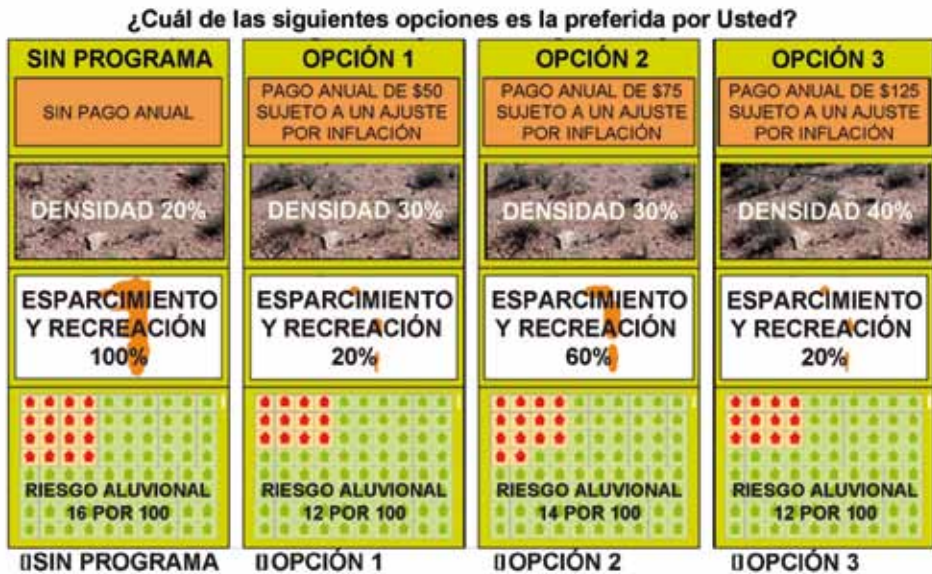 ¿Cuál de las siguientes opciones es la preferida por Usted?
SIN PROGRAMA
SIN PAGO ANUAL
DENSIDAD 20%
ESPARCIMIENTO
Y RECREACIÓN
100%
RIESGO ALUVIONAL
16 POR 100
SIN PROGRAMA
OPCIÓN 1
PAGO ANUAL DE $50
SUJETO A UN AJUSTE
POR INFLACIÓN
DENSIDAD 30%
ESPARCIMIENTO
Y RECREACIÓN
20%
RIESGO ALUVIONAL
12 POR 100
OPCIÓN 1
OPCIÓN 2
PAGO ANUAL DE $75
SUJETO A UN AJUSTE
POR INFLACIÓN
DENSIDAD 30%
ESPARCIMIENTO
Y RECREACIÓN
60%
RIESGO ALUVIONAL
14 POR 100
OPCIÓN 2
OPCIÓN 3
PAGO ANUAL DE $125
SUJETO A UN AJUSTE
POR INFLACIÓN
DENSIDAD 40%
ESPARCIMIENTO
Y RECREACIÓN
20%
RIESGO ALUVIONAL
12 POR 100
OPCIÓN 3